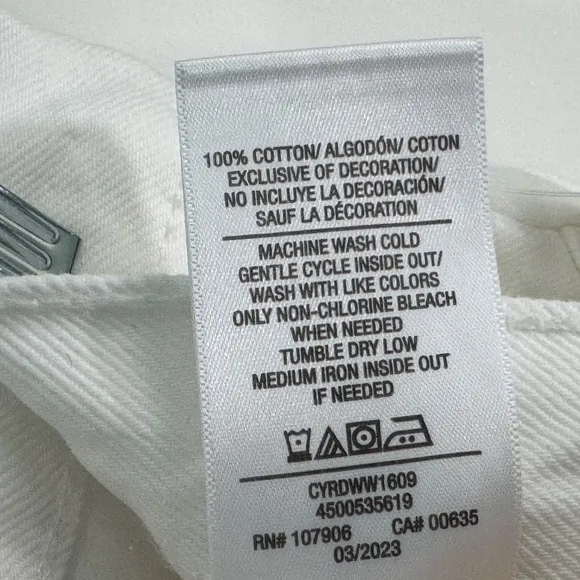 100% COTTON/ ALGODÓN/ COTON
EXCLUSIVE OF DECORATION/
NO INCLUYE LA DECORACIÓN/
SAUF LA DÉCORATION
MACHINE WASH COLD
GENTLE CYCLE INSIDE OUT/
WASH WITH LIKE COLORS
ONLY NON-CHLORINE BLEACH
WHEN NEEDED
TUMBLE DRY LOW
MEDIUM IRON INSIDE OUT
IF NEEDED
CYRDWW1609
4500535619
RN# 107906 CA# 00635
03/2023